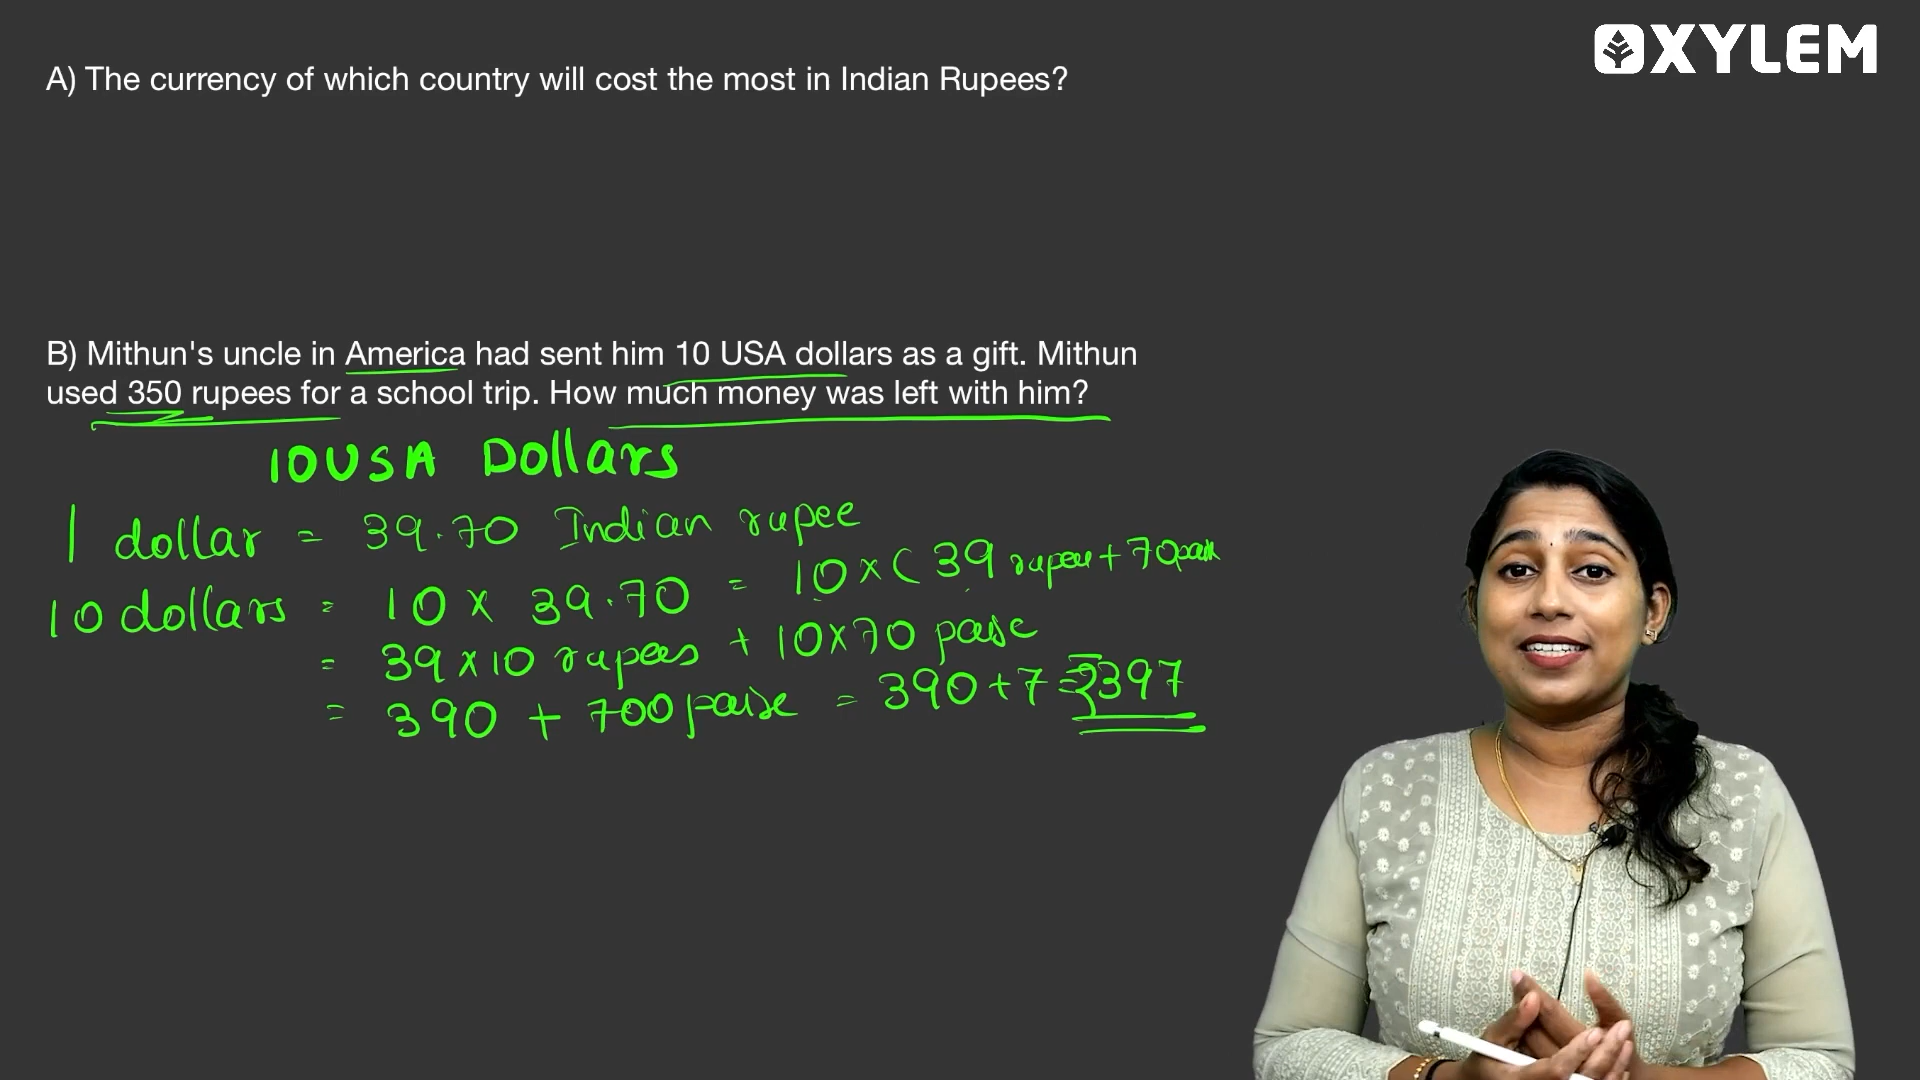 XYLEM
A) The currency of which country will cost the most in Indian Rupees?
B) Mithun's uncle in America had sent him 10 USA dollars as a gift. Mithun
used 350 rupees for a school trip. How much money was left with him?
10 USA Dollars
1 dollar = 39.70 Indian rupee
10 dollars = 10 × 39.70 = 10 × ( 39 rupees + 70
= 39 × 10 rupees + 10 × 70 paise
= 390 + 700 paise = 390 + 7 = ₹397